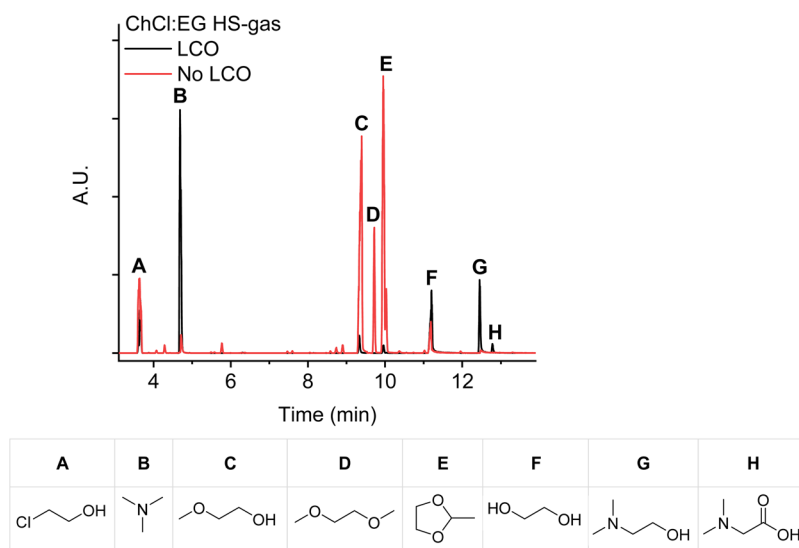 ChCl:EG HS-gas
LCO
No LCO
A.U.
A
B
C
D
E
F
G
H
4 6 8 10 12
Time (min)
A B C D E F G H
Cl OH
N
O OH
O O
O O
HO OH
N OH
N O OH